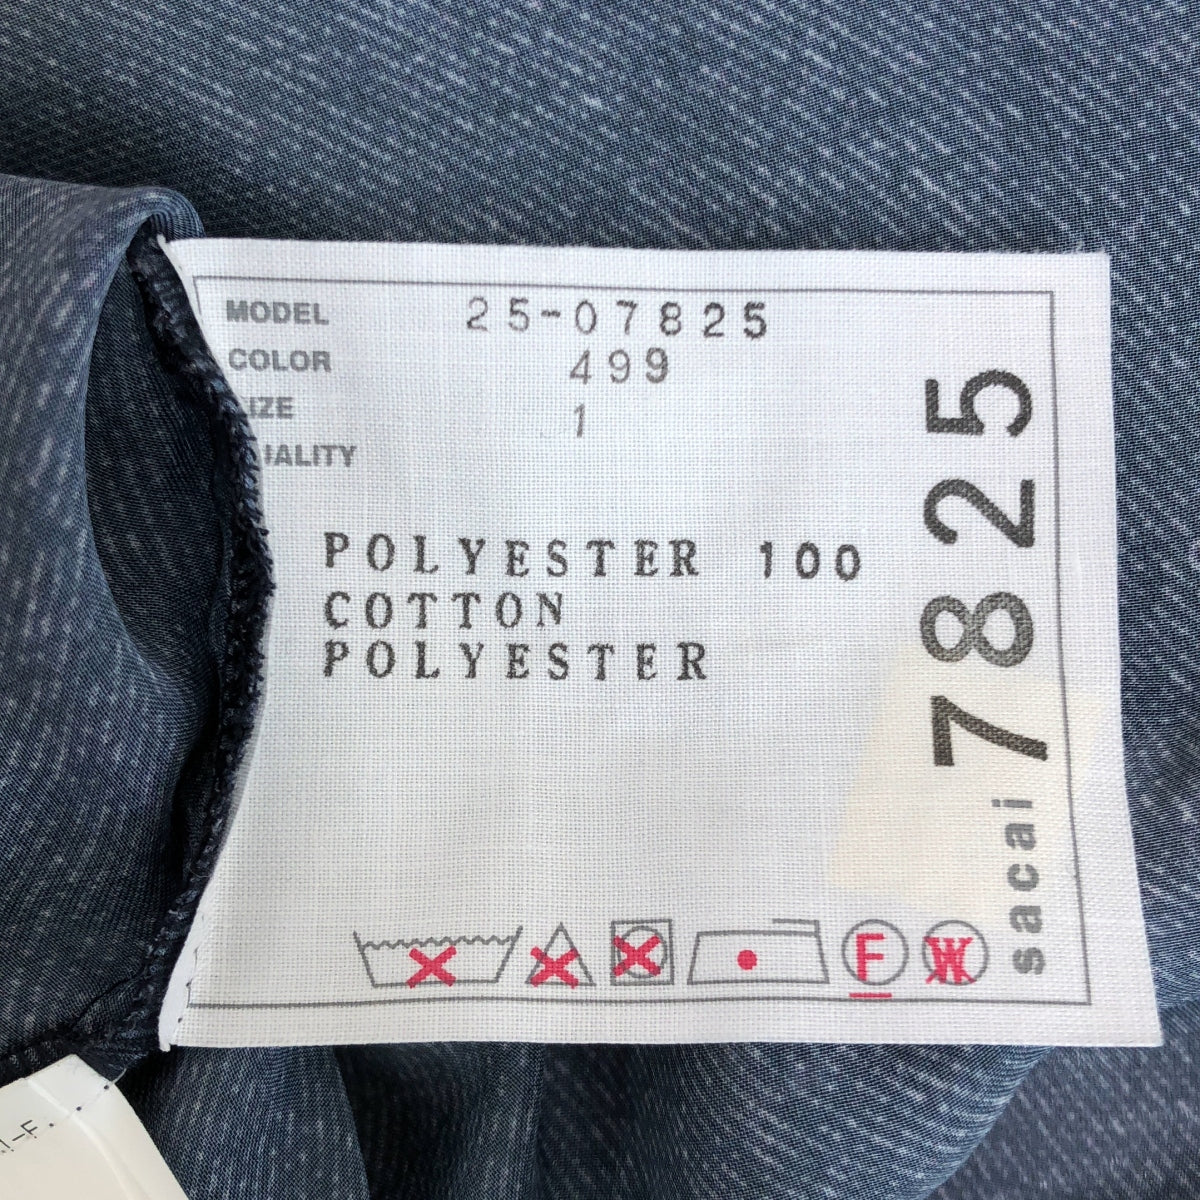 MODEL 25-07825
COLOR 499
IZE 1
UALITY
POLYESTER 100
COTTON
POLYESTER
sacai 7825
F
W
I-F